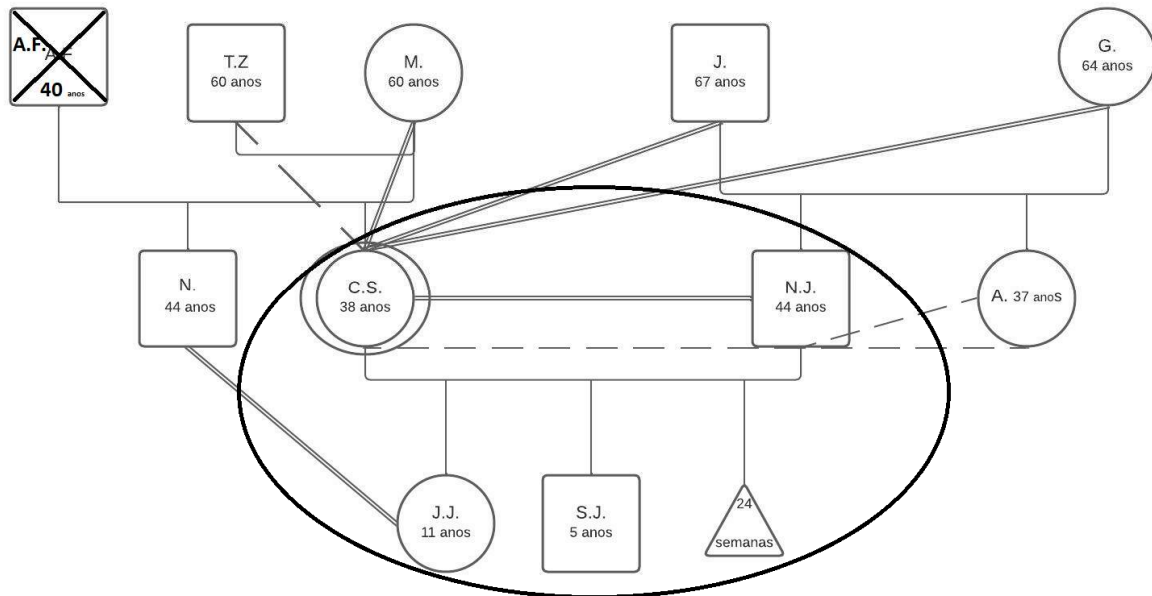 A.F.
40 anos
T.Z
60 anos
M.
60 anos
J.
67 anos
G.
64 anos
N.
44 anos
C.S.
38 anos
N.J.
44 anos
A. 37 anos
J.J.
11 anos
S.J.
5 anos
24
semanas